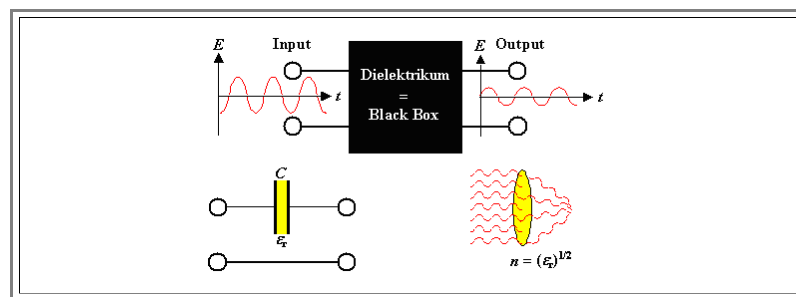 E Input E Output
Dielektrikum
=
Black Box
t t
C
εr
n = (εr)1/2